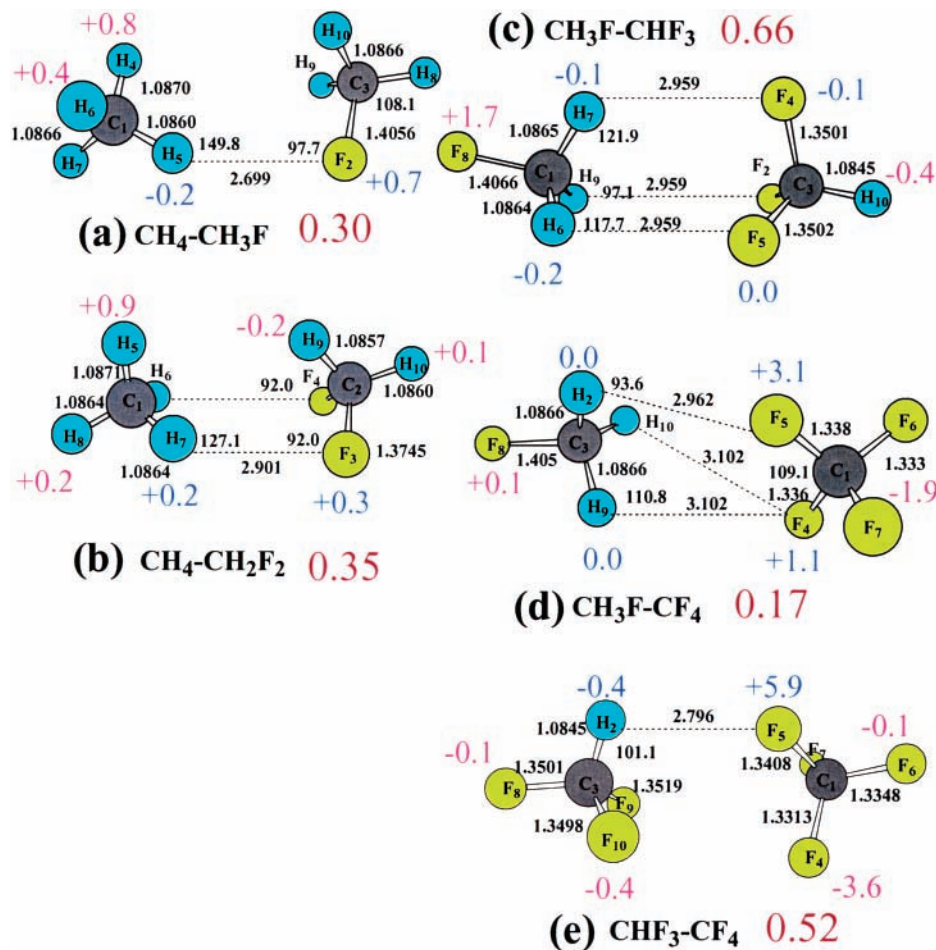 +0.8
H10
1.0866
H4
H9
C3
H8
+0.4
1.0870
H6
108.1
C1
1.0860
1.4056
1.0866
149.8
97.7
H7
H5
F2
2.699
-0.2
+0.7
(a) CH4-CH3F 0.30
(c) CH3F-CHF3 0.66
-0.1
2.959
F4
-0.1
H7
+1.7
1.0865
121.9
1.3501
F8
F2
1.0845
-0.4
C1
H9
2.959
C3
1.4066
97.1
H10
1.0864
H6
117.7
2.959
F5
1.3502
-0.2
0.0
+0.9
-0.2
H5
H9
1.0857
+0.1
1.0871
H6
F4
H10
92.0
C2
1.0864
C1
1.0860
H8
H7
127.1
92.0
F3
1.3745
1.0864
2.901
+0.2
+0.2
+0.3
(b) CH4-CH2F2 0.35
0.0
+3.1
93.6
H2
2.962
F5
1.0866
H10
1.338
F6
F8
C3
1.405
3.102
C1
1.333
+0.1
1.0866
109.1
1.336
-1.9
H9
110.8
3.102
F4
F7
0.0
+1.1
(d) CH3F-CF4 0.17
-0.4
+5.9
H2
2.796
1.0845
F5
-0.1
-0.1
101.1
F7
1.3501
1.3408
F6
F8
C3
1.3519
C1
F9
1.3348
1.3498
1.3313
F10
F4
-0.4
-3.6
(e) CHF3-CF4 0.52